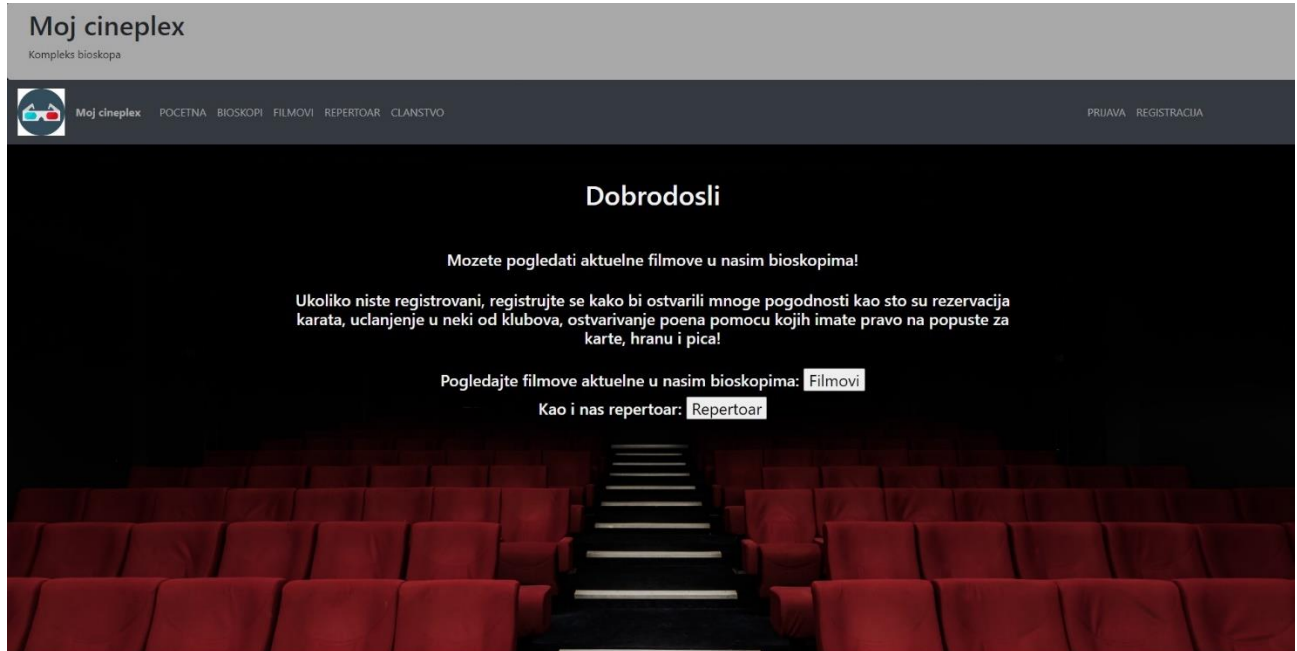 Moj cineplex
Kompleks bioskopa
Moj cineplex POCETNA BIOSKOPI FILMOVI REPERTOAR CLANSTVO PRIJAVA REGISTRACIJA
Dobrodosli
Mozete pogledati aktuelne filmove u nasim bioskopima!
Ukoliko niste registrovani, registrujte se kako bi ostvarili mnoge pogodnosti kao sto su rezervacija
karata, uclanjenje u neki od klubova, ostvarivanje poena pomocu kojih imate pravo na popuste za
karte, hranu i pica!
Pogledajte filmove aktuelne u nasim bioskopima: Filmovi
Kao i nas repertoar: Repertoar